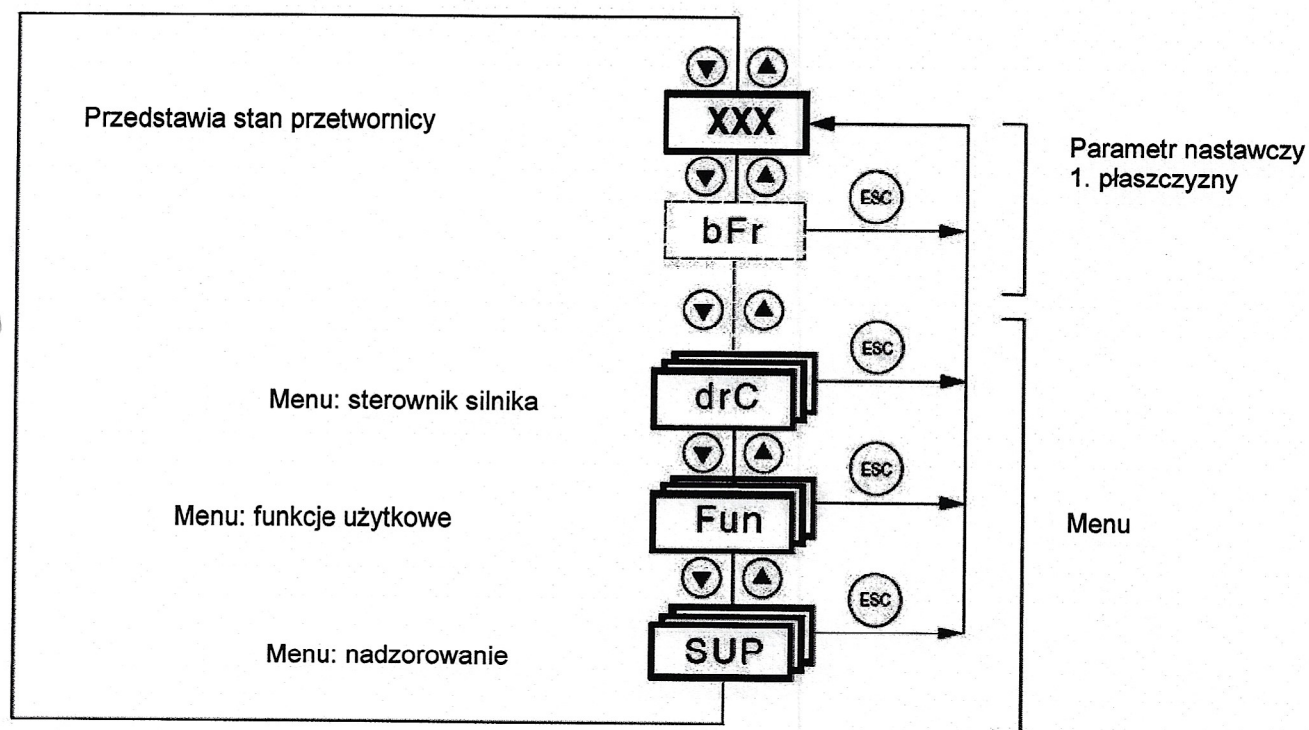 XXX
Przedstawia stan przetwornicy
Parametr nastawczy
1. płaszczyzny
ESC
bFr
ESC
drC
Menu: sterownik silnika
ESC
Fun
Menu: funkcje użytkowe
Menu
ESC
SUP
Menu: nadzorowanie